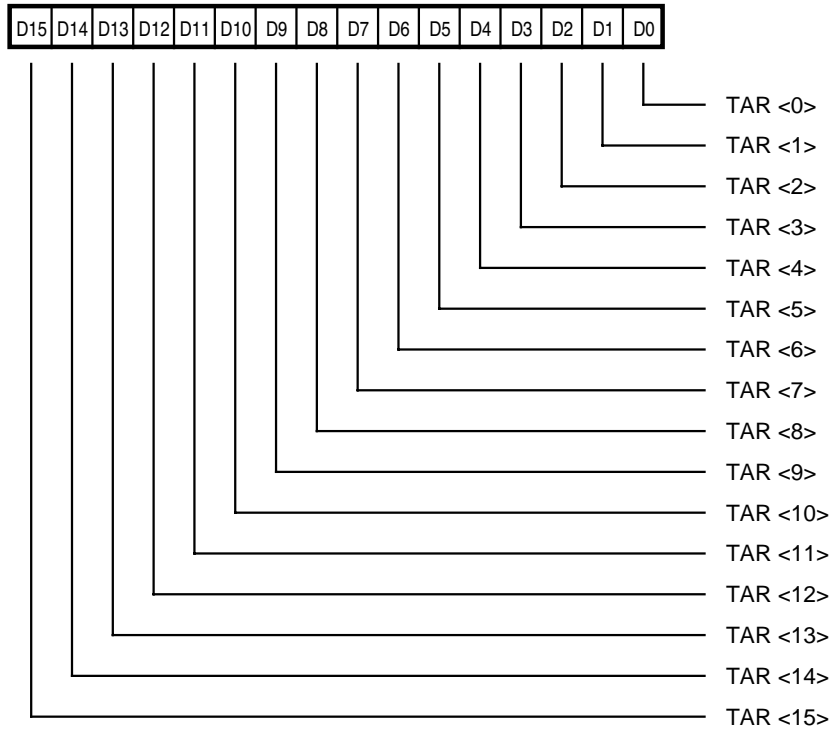 D15 D14 D13 D12 D11 D10 D9 D8 D7 D6 D5 D4 D3 D2 D1 D0
TAR <0>
TAR <1>
TAR <2>
TAR <3>
TAR <4>
TAR <5>
TAR <6>
TAR <7>
TAR <8>
TAR <9>
TAR <10>
TAR <11>
TAR <12>
TAR <13>
TAR <14>
TAR <15>